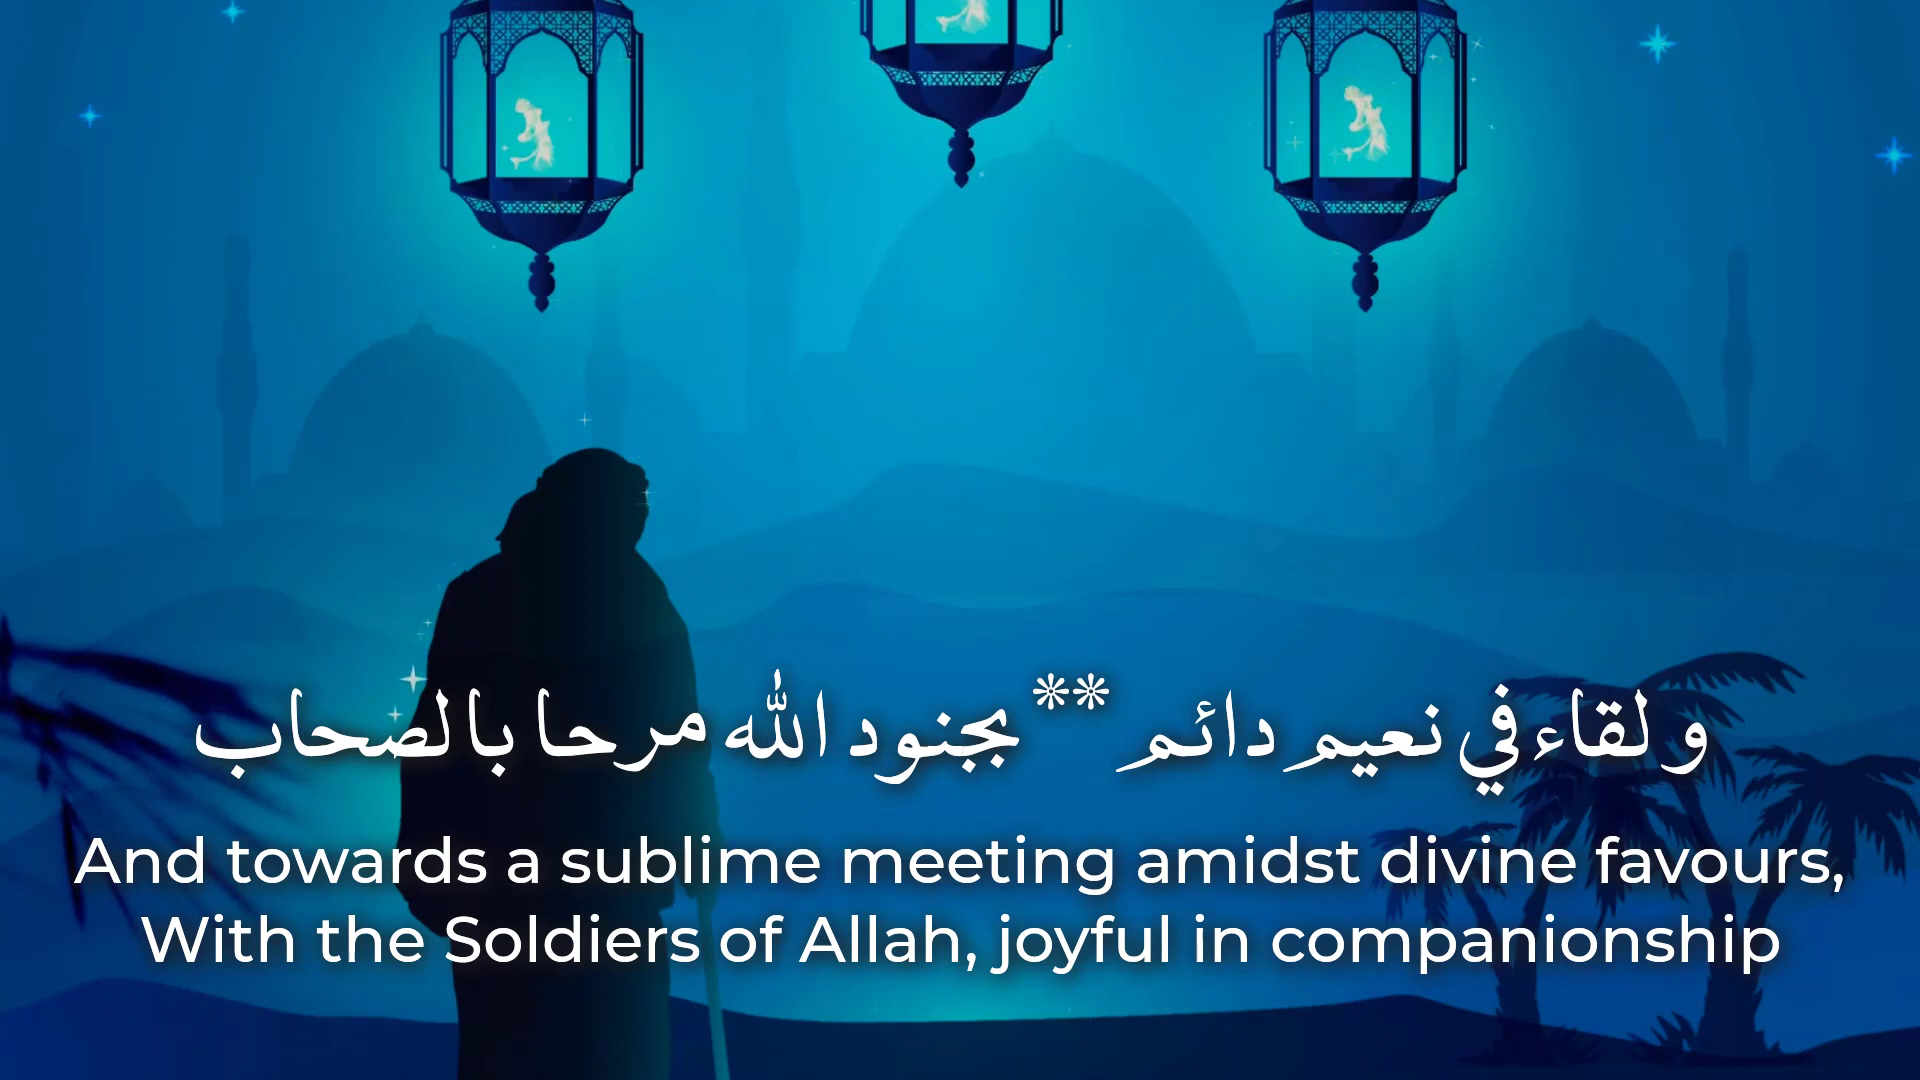 و لقاء في نعيم دائم ** بجنود الله مرحا بالصحاب
And towards a sublime meeting amidst divine favours,
With the Soldiers of Allah, joyful in companionship